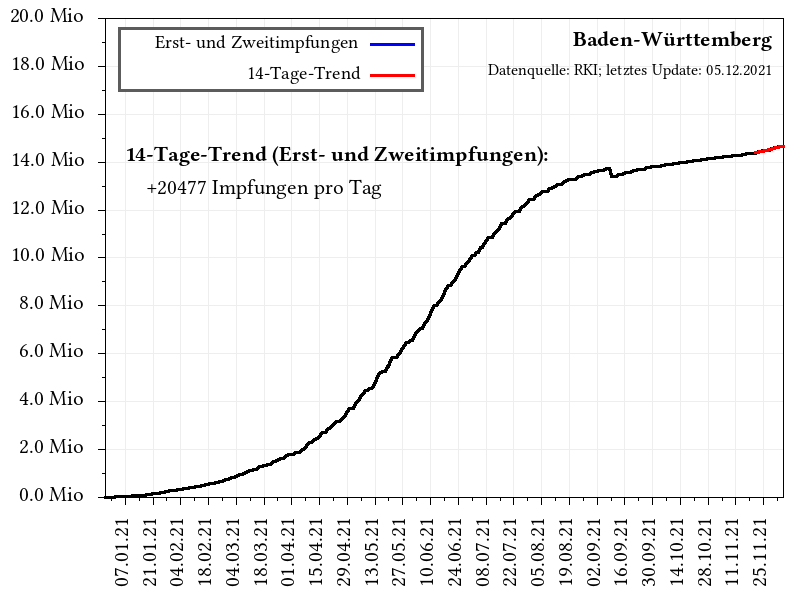 20.0 Mio
18.0 Mio
16.0 Mio
14.0 Mio
12.0 Mio
10.0 Mio
8.0 Mio
6.0 Mio
4.0 Mio
2.0 Mio
0.0 Mio
Erst- und Zweitimpfungen
14-Tage-Trend
Baden-Württemberg
Datenquelle: RKI; letztes Update: 05.12.2021
14-Tage-Trend (Erst- und Zweitimpfungen):
+20477 Impfungen pro Tag
07.01.21
21.01.21
04.02.21
18.02.21
04.03.21
18.03.21
01.04.21
15.04.21
29.04.21
13.05.21
27.05.21
10.06.21
24.06.21
08.07.21
22.07.21
05.08.21
19.08.21
02.09.21
16.09.21
30.09.21
14.10.21
28.10.21
11.11.21
25.11.21